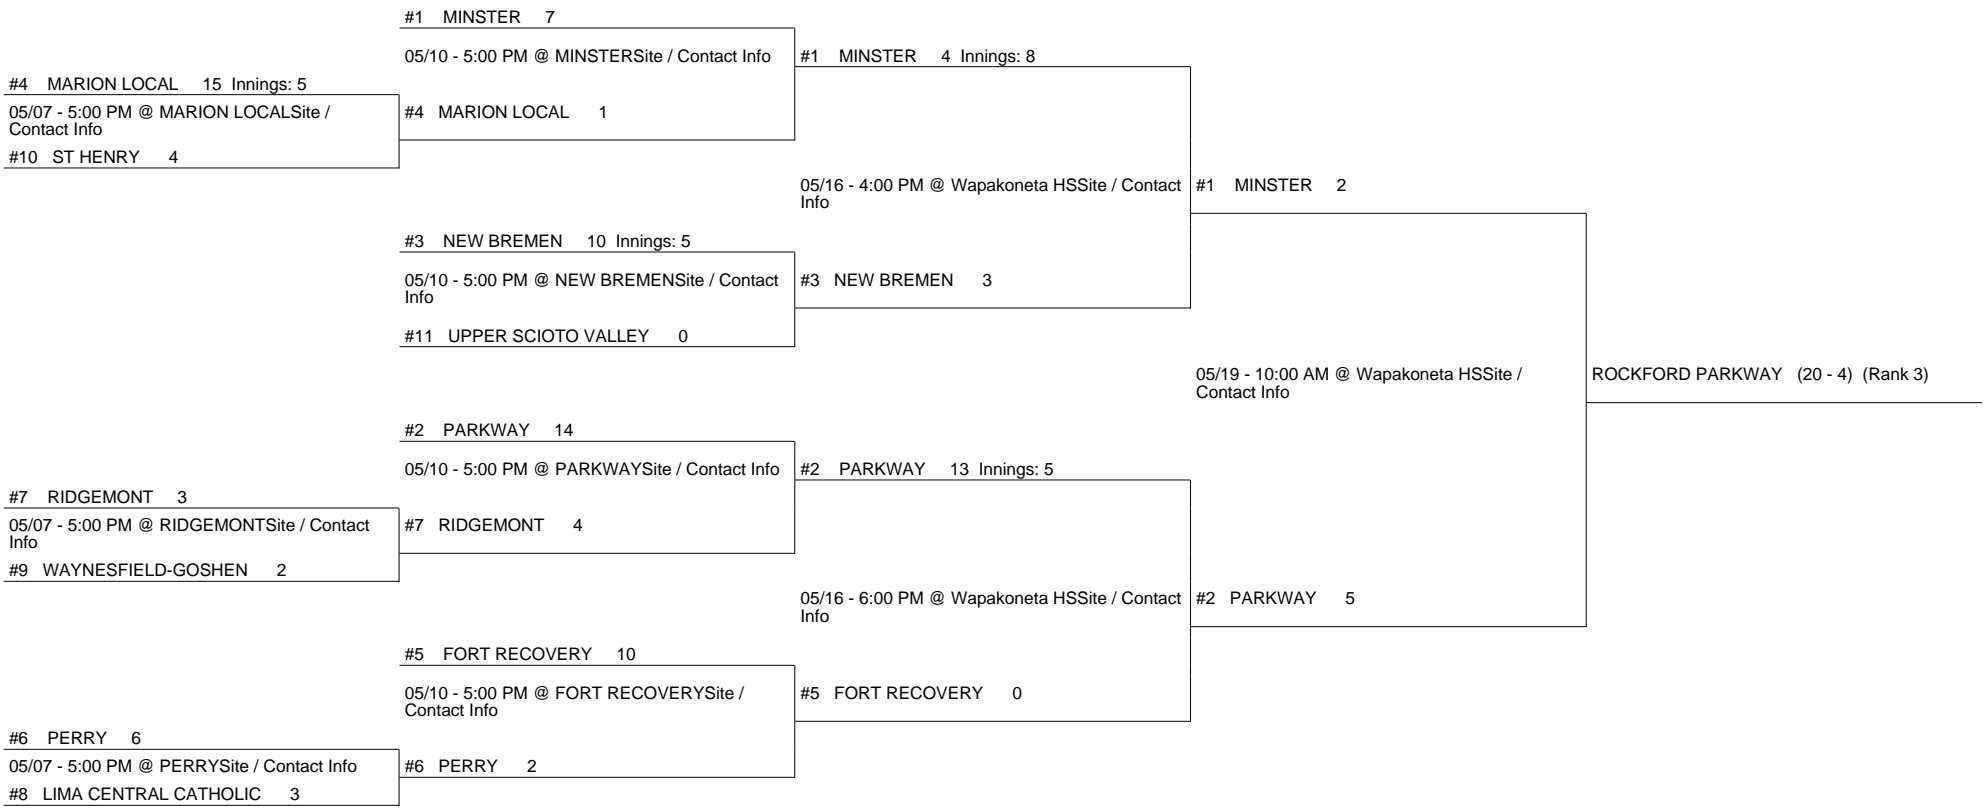 #1 MINSTER 7
05/10 - 5:00 PM @ MINSTERSite / Contact Info
#1 MINSTER 4 Innings: 8
#4 MARION LOCAL 15 Innings: 5
05/07 - 5:00 PM @ MARION LOCALSite /
Contact Info
#4 MARION LOCAL 1
#10 ST HENRY 4
05/16 - 4:00 PM @ Wapakoneta HSSite / Contact
Info
#1 MINSTER 2
#3 NEW BREMEN 10 Innings: 5
05/10 - 5:00 PM @ NEW BREMENSite / Contact
Info
#3 NEW BREMEN 3
#11 UPPER SCIOTO VALLEY 0
05/19 - 10:00 AM @ Wapakoneta HSSite /
Contact Info
ROCKFORD PARKWAY (20 - 4) (Rank 3)
#2 PARKWAY 14
05/10 - 5:00 PM @ PARKWAYSite / Contact Info
#2 PARKWAY 13 Innings: 5
#7 RIDGEMONT 3
05/07 - 5:00 PM @ RIDGEMONTSite / Contact
Info
#7 RIDGEMONT 4
#9 WAYNESFIELD-GOSHEN 2
05/16 - 6:00 PM @ Wapakoneta HSSite / Contact
Info
#2 PARKWAY 5
#5 FORT RECOVERY 10
05/10 - 5:00 PM @ FORT RECOVERYSite /
Contact Info
#5 FORT RECOVERY 0
#6 PERRY 6
05/07 - 5:00 PM @ PERRYSite / Contact Info
#6 PERRY 2
#8 LIMA CENTRAL CATHOLIC 3